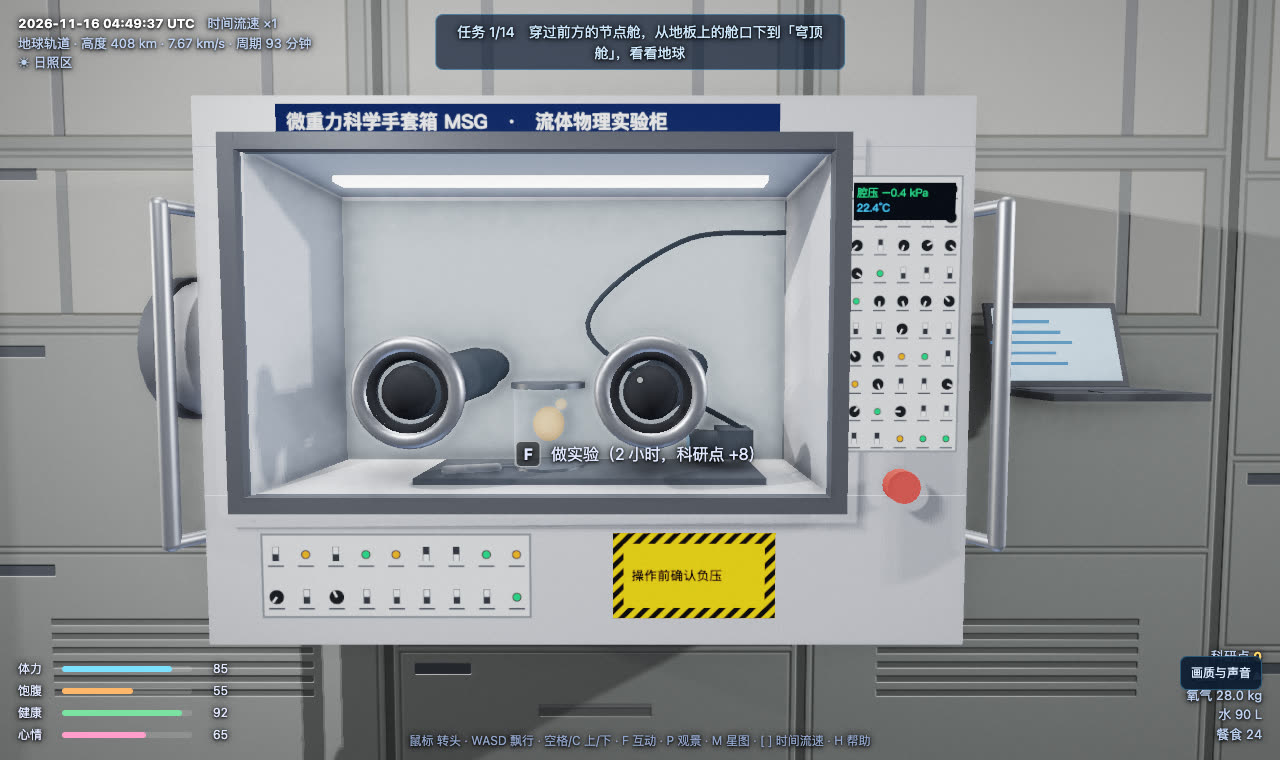 2026-11-16 04:49:37 UTC 时间流速 ×1
地球轨道 · 高度 408 km · 7.67 km/s · 周期 93 分钟
☀ 日照区
任务 1/14 穿过前方的节点舱，从地板上的舱口下到「穹顶
舱」，看看地球
微重力科学手套箱 MSG · 流体物理实验柜
腔压 −0.4 kPa
22.4℃
F 做实验（2 小时，科研点 +8）
操作前确认负压
体力 85
饱腹 55
健康 92
心情 65
科研点 0
画质与声音
氧气 28.0 kg
水 90 L
餐食 24
鼠标 转头 · WASD 飘行 · 空格/C 上/下 · F 互动 · P 观景 · M 星图 · [ ] 时间流速 · H 帮助